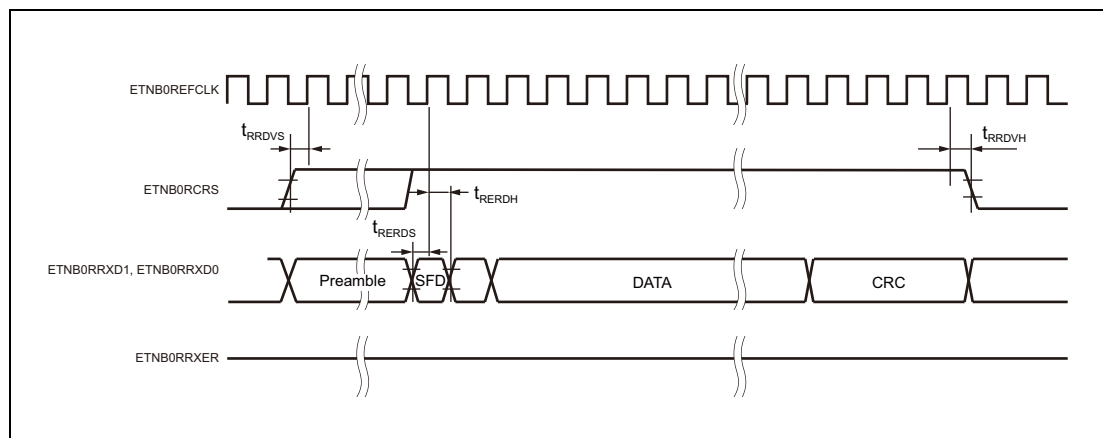 ETNB0REFCLK
tRRDVS
tRRDVH
ETNB0RCRS
tRERDH
tRERDS
ETNB0RRXD1, ETNB0RRXD0
Preamble
SFD
DATA
CRC
ETNB0RRXER